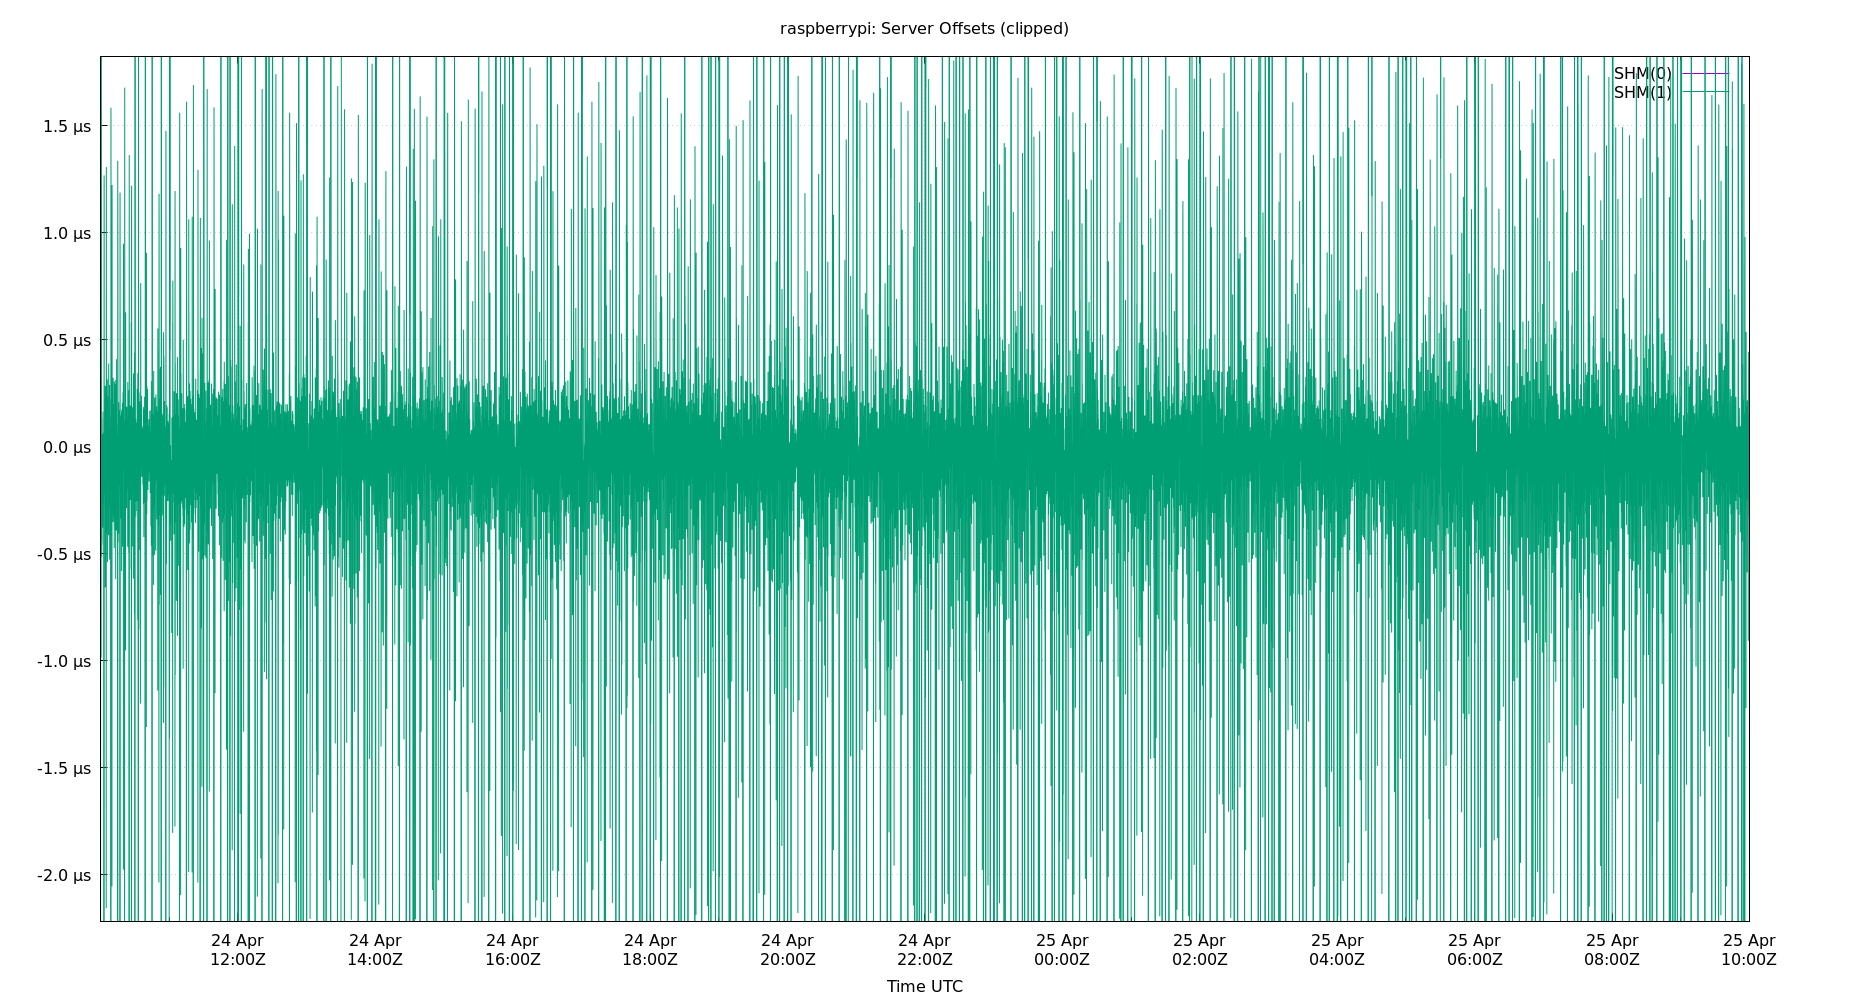 raspberrypi: Server Offsets (clipped)
SHM(0)
SHM(1)
1.5 µs
1.0 µs
0.5 µs
0.0 µs
-0.5 µs
-1.0 µs
-1.5 µs
-2.0 µs
24 Apr 24 Apr 24 Apr 24 Apr 24 Apr 24 Apr 25 Apr 25 Apr 25 Apr 25 Apr 25 Apr 25 Apr
12:00Z 14:00Z 16:00Z 18:00Z 20:00Z 22:00Z 00:00Z 02:00Z 04:00Z 06:00Z 08:00Z 10:00Z
Time UTC